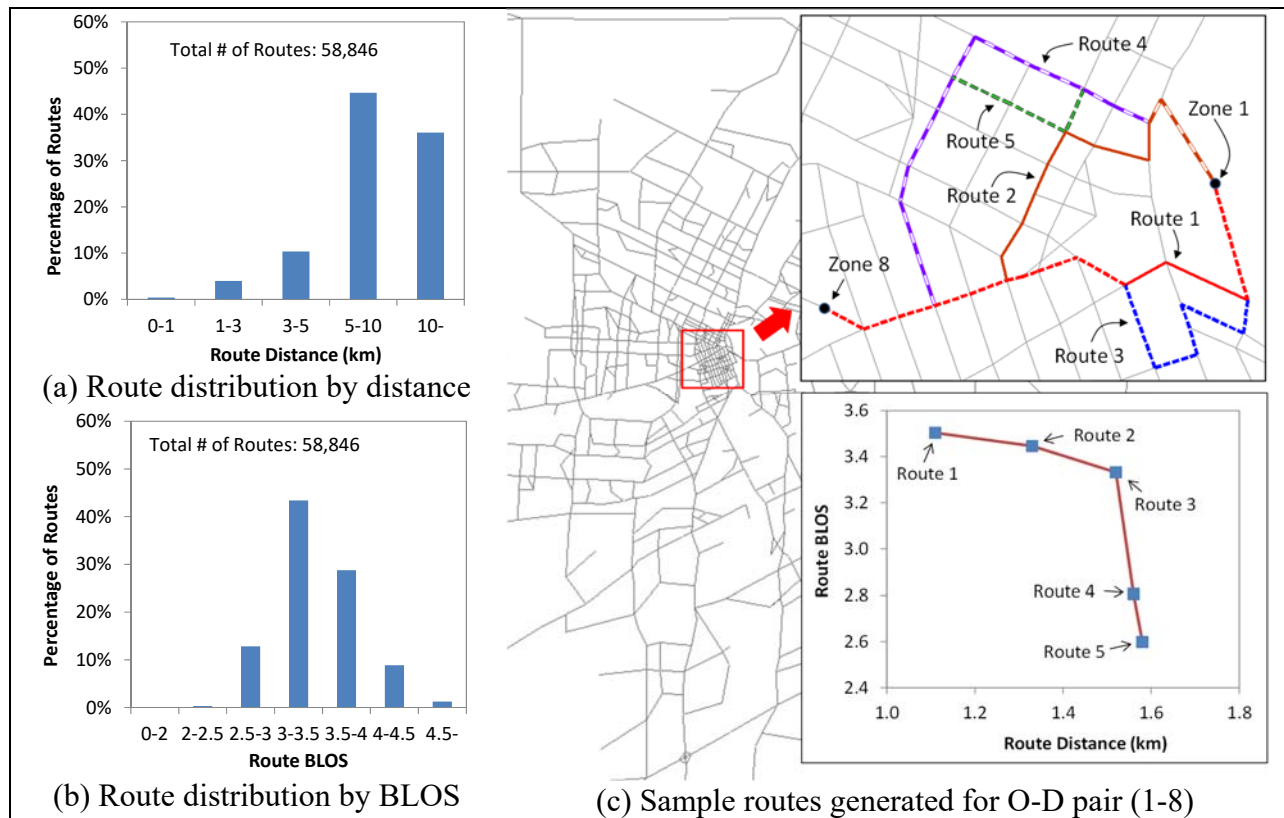 60%
50%
40%
30%
20%
10%
0%
Total # of Routes: 58,846
Percentage of Routes
0-1 1-3 3-5 5-10 10-
Route Distance (km)
(a) Route distribution by distance
60%
50%
40%
30%
20%
10%
0%
Total # of Routes: 58,846
Percentage of Routes
0-2 2-2.5 2.5-3 3-3.5 3.5-4 4-4.5 4.5-
Route BLOS
(b) Route distribution by BLOS
Route 4
Zone 1
Route 5
Route 2
Route 1
Zone 8
Route 3
3.6
3.4
3.2
3.0
2.8
2.6
2.4
Route BLOS
Route 1
Route 2
Route 3
Route 4
Route 5
1.0 1.2 1.4 1.6 1.8
Route Distance (km)
(c) Sample routes generated for O-D pair (1-8)